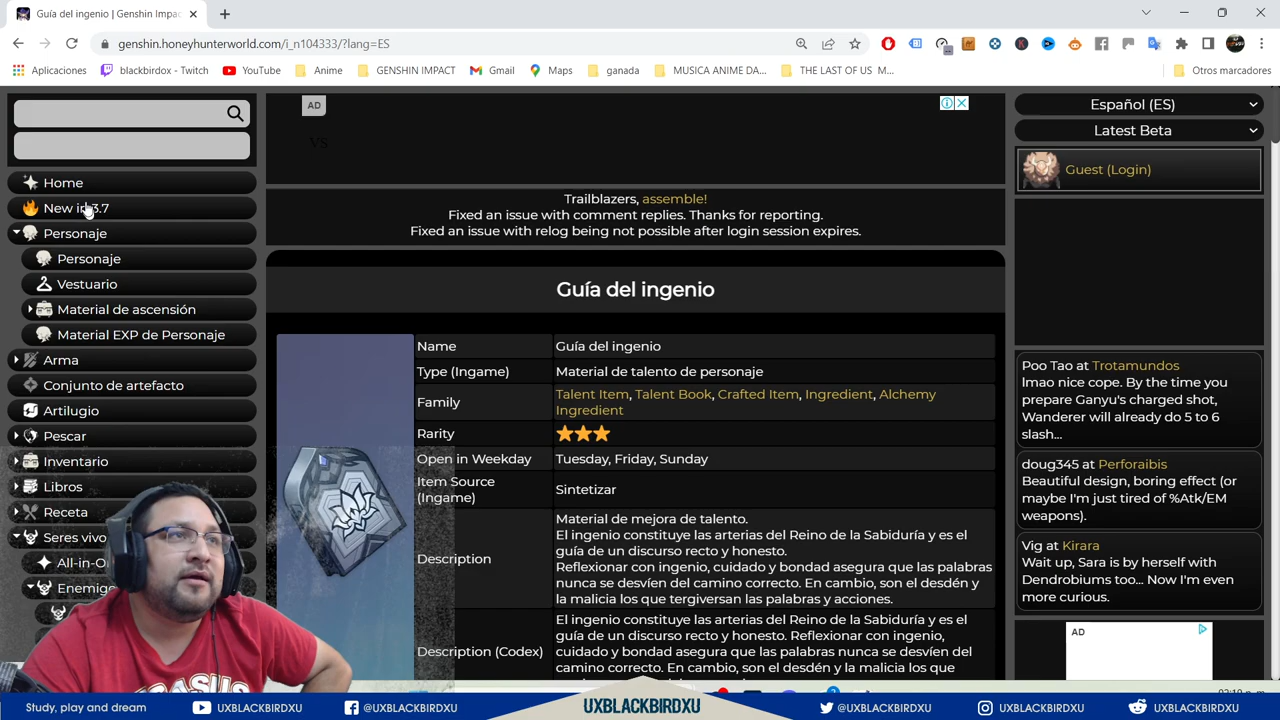 Guía del ingenio | Genshin Impa
genshin.honeyhunterworld.com/i_n104333/?lang=ES
Aplicaciones
blackbirdox - Twitch
YouTube
Anime
GENSHIN IMPACT
Gmail
Maps
ganada
MUSICA ANIME DA...
THE LAST OF US M...
Otros marcadores
Home
New in 3.7
Personaje
Personaje
Vestuario
Material de ascensión
Material EXP de Personaje
Arma
Conjunto de artefacto
Artilugio
Pescar
Inventario
Libros
Receta
Seres vivo
All-in-O
Enemig
AD
VS
Trailblazers, assemble!
Fixed an issue with comment replies. Thanks for reporting.
Fixed an issue with relog being not possible after login session expires.
Guía del ingenio
Name
Guía del ingenio
Type (Ingame)
Material de talento de personaje
Family
Talent Item, Talent Book, Crafted Item, Ingredient, Alchemy
Ingredient
Rarity
Open in Weekday
Tuesday, Friday, Sunday
Item Source
(Ingame)
Sintetizar
Description
Material de mejora de talento.
El ingenio constituye las arterias del Reino de la Sabiduría y es el
guía de un discurso recto y honesto.
Reflexionar con ingenio, cuidado y bondad asegura que las palabras
nunca se desvíen del camino correcto. En cambio, son el desdén y
la malicia los que tergiversan las palabras y acciones.
Description (Codex)
El ingenio constituye las arterias del Reino de la Sabiduría y es el
guía de un discurso recto y honesto. Reflexionar con ingenio,
cuidado y bondad asegura que las palabras nunca se desvíen del
camino correcto. En cambio, son el desdén y la malicia los que
Español (ES)
Latest Beta
Guest (Login)
Poo Tao at Trotamundos
lmao nice cope. By the time you
prepare Ganyu's charged shot,
Wanderer will already do 5 to 6
slash...
doug345 at Perforaibis
Beautiful design, boring effect (or
maybe I'm just tired of %Atk/EM
weapons).
Vig at Kirara
Wait up, Sara is by herself with
Dendrobiums too... Now I'm even
more curious.
AD
Study, play and dream
UXBLACKBIRDXU
@UXBLACKBIRDXU
UXBLACKBIRDXU
@UXBLACKBIRDXU
UXBLACKBIRDXU
UXBLACKBIRDXU